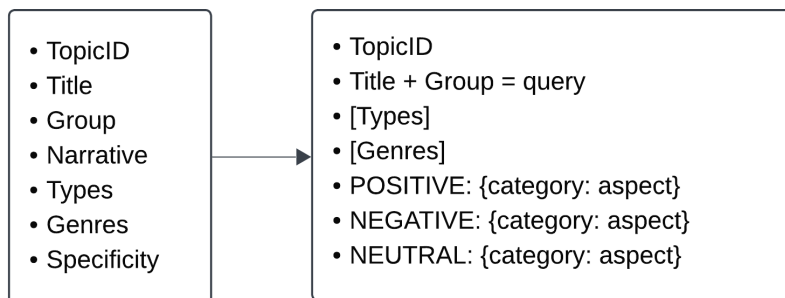 • TopicID
• Title
• Group
• Narrative
• Types
• Genres
• Specificity
• TopicID
• Title + Group = query
• [Types]
• [Genres]
• POSITIVE: {category: aspect}
• NEGATIVE: {category: aspect}
• NEUTRAL: {category: aspect}